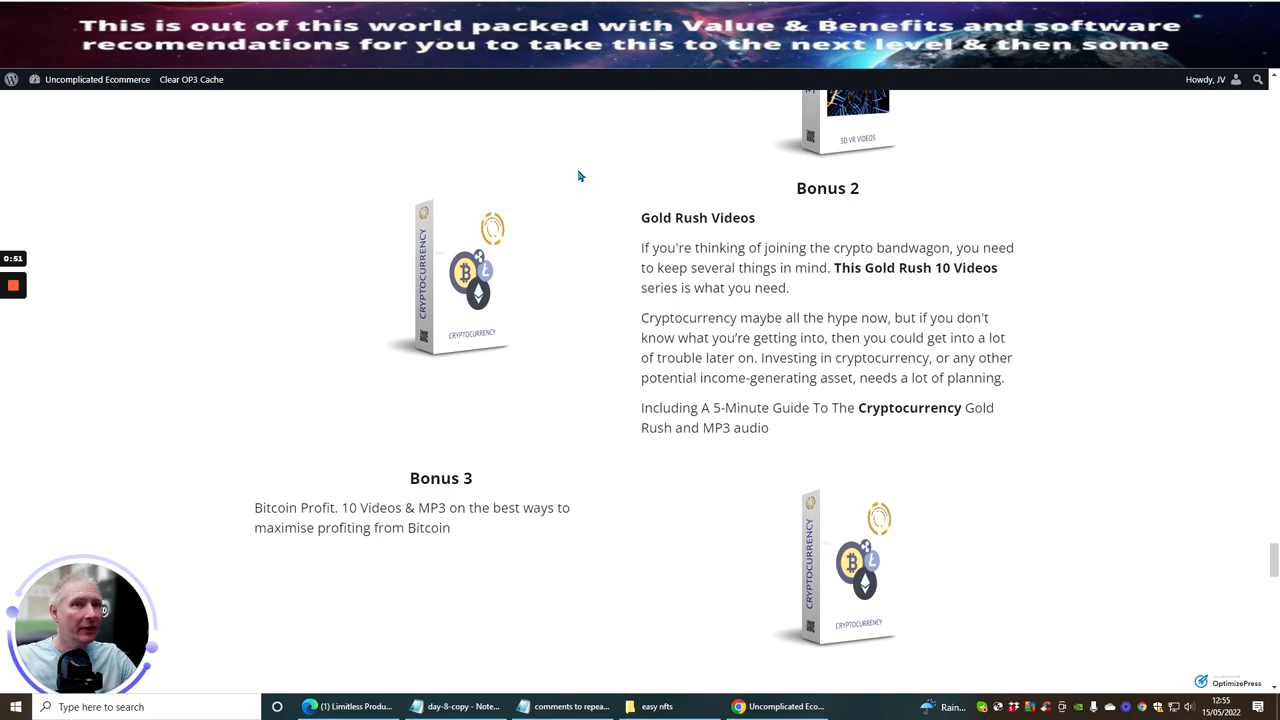 This is out of this world packed with Value & Benefits and software
recomendations for you to take this to the next level & then some
Uncomplicated Ecommerce
Clear OP3 Cache
Howdy, JV
3D VR VIDEOS
Bonus 2
Gold Rush Videos
If you're thinking of joining the crypto bandwagon, you need
to keep several things in mind. This Gold Rush 10 Videos
series is what you need.
Cryptocurrency maybe all the hype now, but if you don't
know what you’re getting into, then you could get into a lot
of trouble later on. Investing in cryptocurrency, or any other
potential income-generating asset, needs a lot of planning.
Including A 5-Minute Guide To The Cryptocurrency Gold
Rush and MP3 audio
CRYPTOCURRENCY
CRYPTOCURRENCY
0:51
Bonus 3
Bitcoin Profit. 10 Videos & MP3 on the best ways to
maximise profiting from Bitcoin
CRYPTOCURRENCY
CRYPTOCURRENCY
OptimizePress
Type here to search
(1) Limitless Produ...
day-8-copy - Note...
comments to repea...
easy nfts
Uncomplicated Eco...
Rain...
12:55
15/05/2022